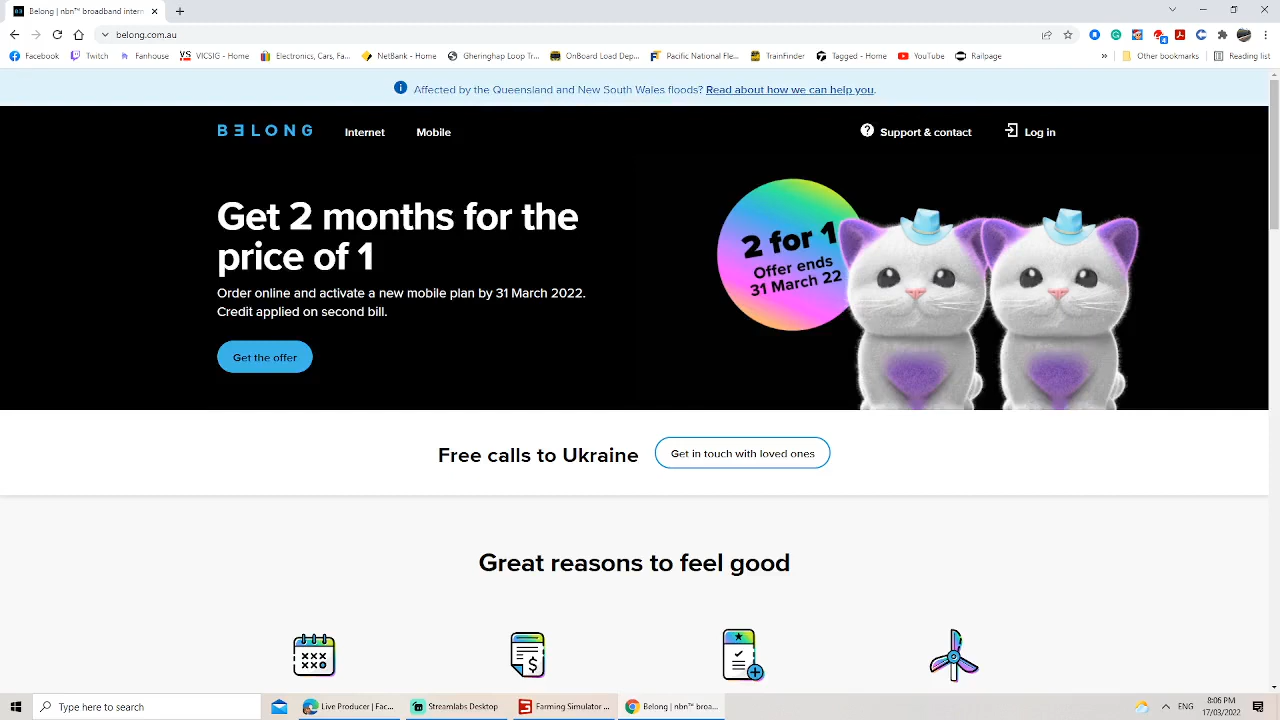 Belong | nbn™ broadband intern
belong.com.au
Facebook
Twitch
Fanhouse
VICSIG - Home
Electronics, Cars, Fa...
NetBank - Home
Gheringhap Loop Tr...
OnBoard Load Dep...
Pacific National Fle...
TrainFinder
Tagged - Home
YouTube
Railpage
»
Other bookmarks
Reading list
Affected by the Queensland and New South Wales floods? Read about how we can help you.
BELONG
Internet
Mobile
Support & contact
Log in
Get 2 months for the
price of 1
Order online and activate a new mobile plan by 31 March 2022.
Credit applied on second bill.
Get the offer
2 for 1
Offer ends
31 March 22
Free calls to Ukraine
Get in touch with loved ones
Great reasons to feel good
Type here to search
Live Producer | Fac...
Streamlabs Desktop
Farming Simulator ...
Belong | nbn™ broa...
ENG
8:06 PM
17/03/2022